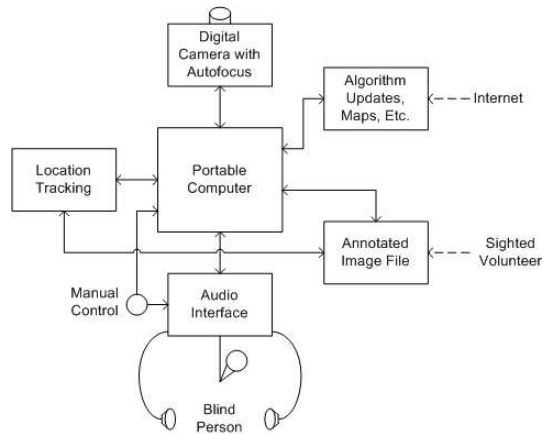 Digital
Camera with
Autofocus
Algorithm
Updates,
Maps, Etc.
Internet
Location
Tracking
Portable
Computer
Annotated
Image File
Sighted
Volunteer
Manual
Control
Audio
Interface
Blind
Person